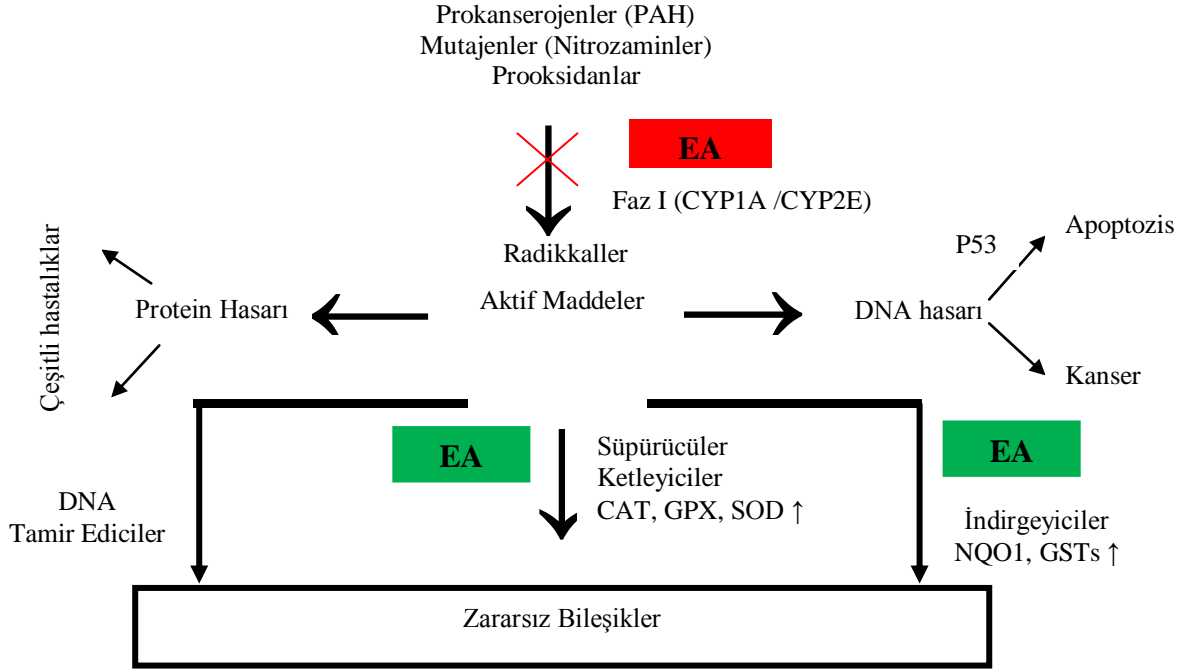 Prokanserojenler (PAH)
Mutajenler (Nitrozaminler)
Prooksidanlar
EA
Faz I (CYP1A /CYP2E)
Radikkaller
Aktif Maddeler
Çeşitli hastalıklar
Protein Hasarı
DNA hasarı
P53
Apoptozis
Kanser
DNA
Tamir Ediciler
EA
Süpürücüler
Ketleyiciler
CAT, GPX, SOD ↑
EA
İndirgeyiciler
NQO1, GSTs ↑
Zararsız Bileşikler